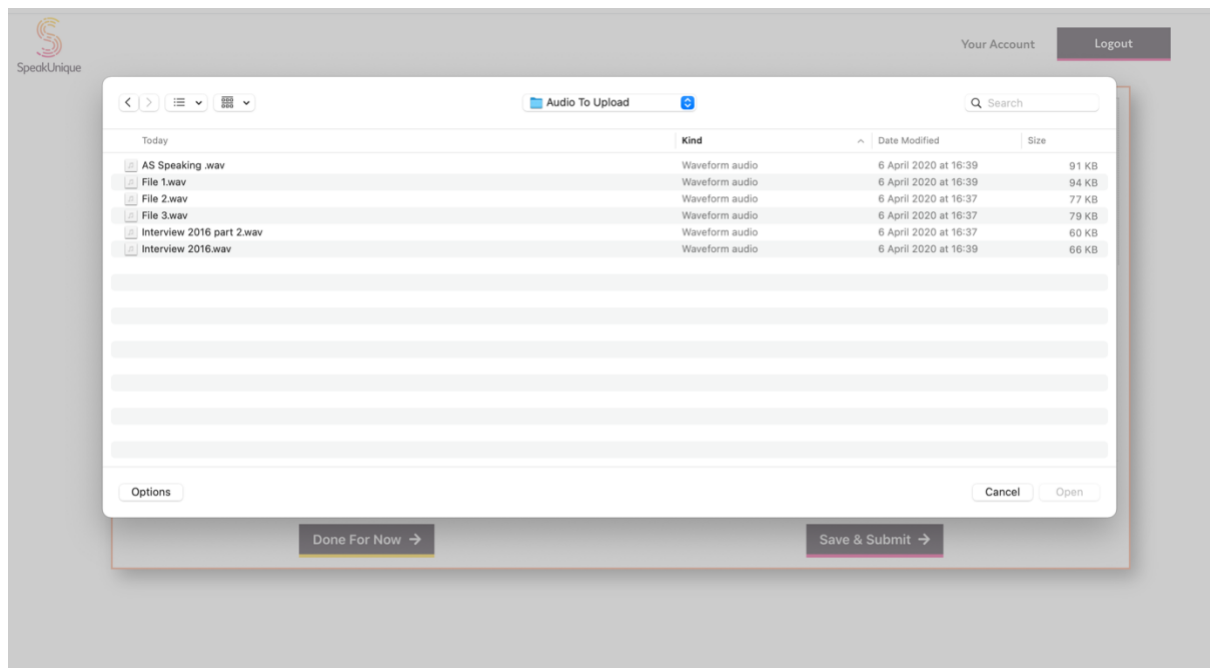 SpeakUnique
Your Account Logout
Audio To Upload Search
Today Kind Date Modified Size
AS Speaking .wav Waveform audio 6 April 2020 at 16:39 91 KB
File 1.wav Waveform audio 6 April 2020 at 16:39 94 KB
File 2.wav Waveform audio 6 April 2020 at 16:37 77 KB
File 3.wav Waveform audio 6 April 2020 at 16:37 79 KB
Interview 2016 part 2.wav Waveform audio 6 April 2020 at 16:37 60 KB
Interview 2016.wav Waveform audio 6 April 2020 at 16:39 66 KB
Options Cancel Open
Done For Now → Save & Submit →